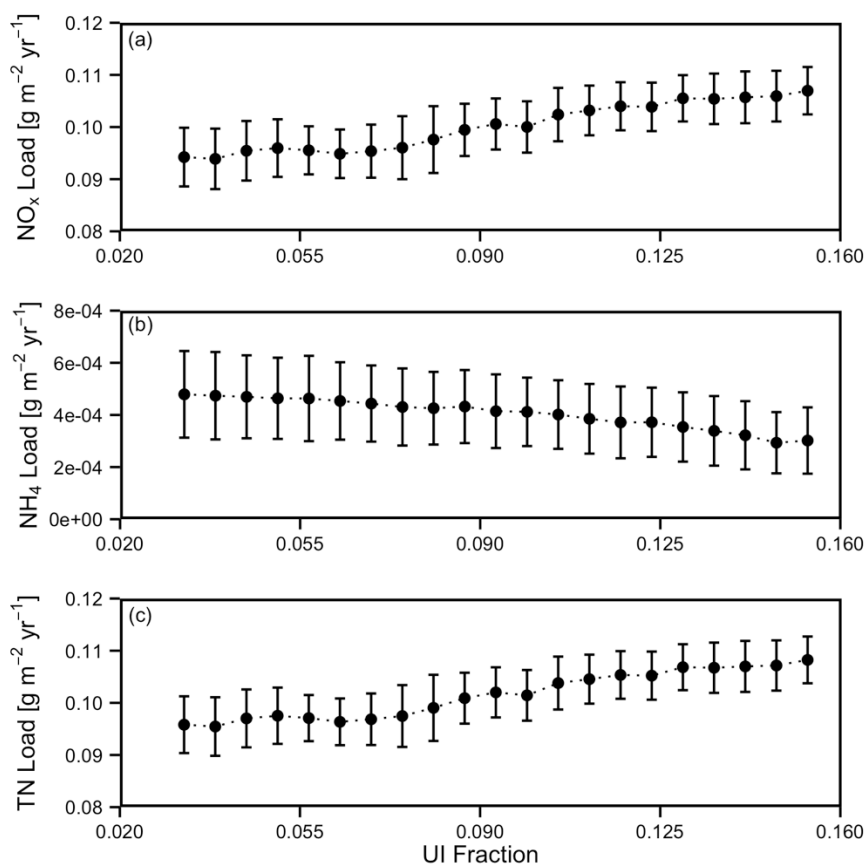 (a)
NOₓ Load [g m⁻² yr⁻¹]
0.12
0.11
0.10
0.09
0.08
0.020 0.055 0.090 0.125 0.160
(b)
NH₄ Load [g m⁻² yr⁻¹]
8e-04
6e-04
4e-04
2e-04
0e+00
0.020 0.055 0.090 0.125 0.160
(c)
TN Load [g m⁻² yr⁻¹]
0.12
0.11
0.10
0.09
0.08
0.020 0.055 0.090 0.125 0.160
UI Fraction